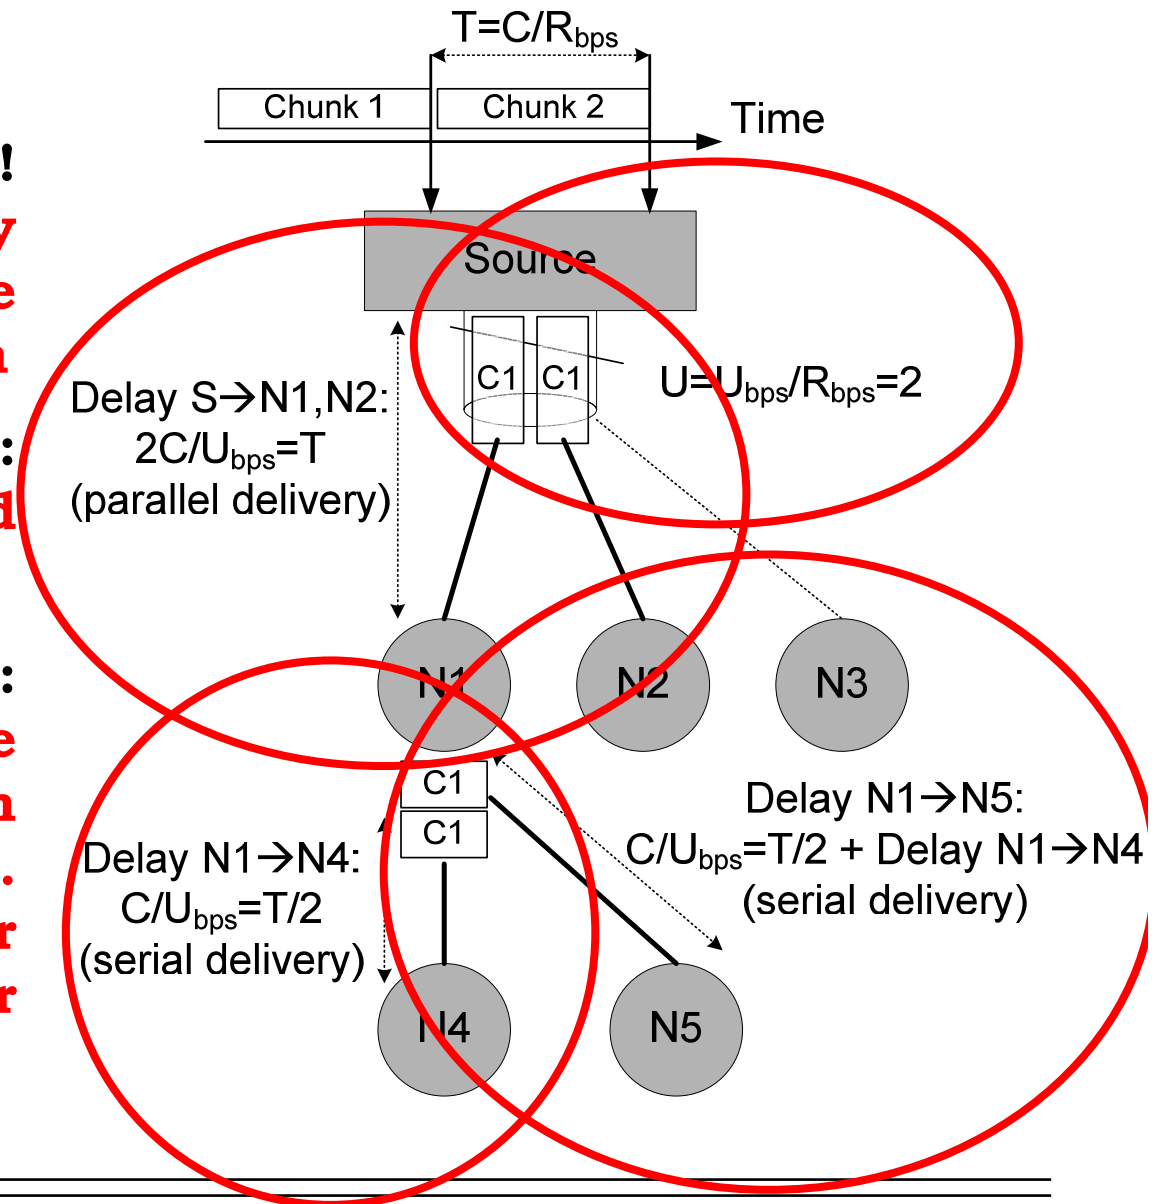 T=C/Rbps
Chunk 1 Chunk 2
Time
!
y
Source
e
C1 C1
U=Ubps/Rbps=2
Delay S→N1,N2:
2C/Ubps=T
:
(parallel delivery)
d
N1 N2 N3
:
e
C1
Delay N1→N5:
n
C1
C/Ubps=T/2 + Delay N1→N4
Delay N1→N4:
.
(serial delivery)
C/Ubps=T/2
r
(serial delivery)
r
N4 N5